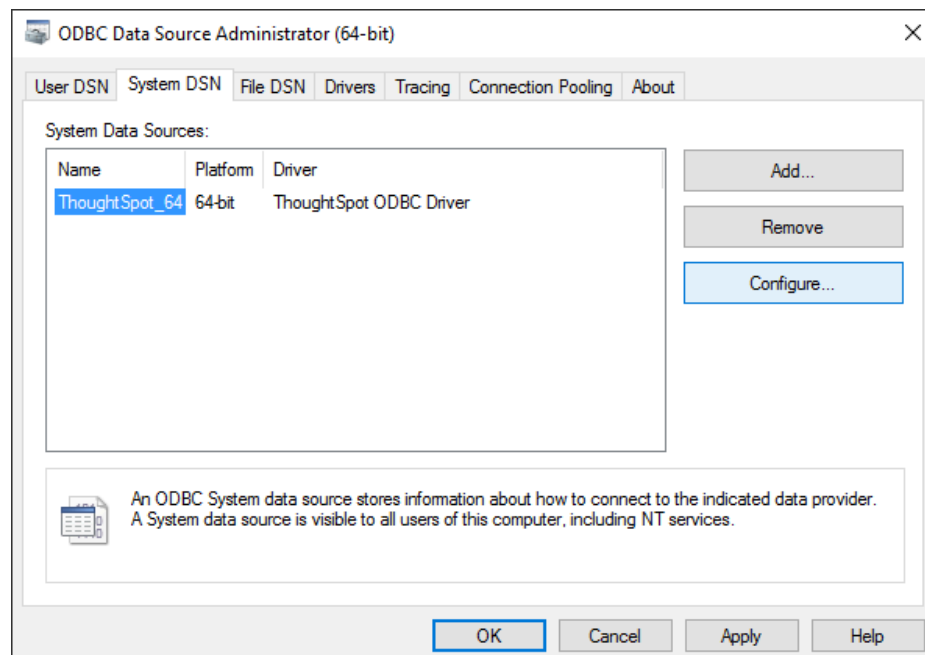 ODBC Data Source Administrator (64-bit)
User DSN System DSN File DSN Drivers Tracing Connection Pooling About
System Data Sources:
Name Platform Driver
ThoughtSpot_64 64-bit ThoughtSpot ODBC Driver
Add...
Remove
Configure...
An ODBC System data source stores information about how to connect to the indicated data provider.
A System data source is visible to all users of this computer, including NT services.
OK Cancel Apply Help